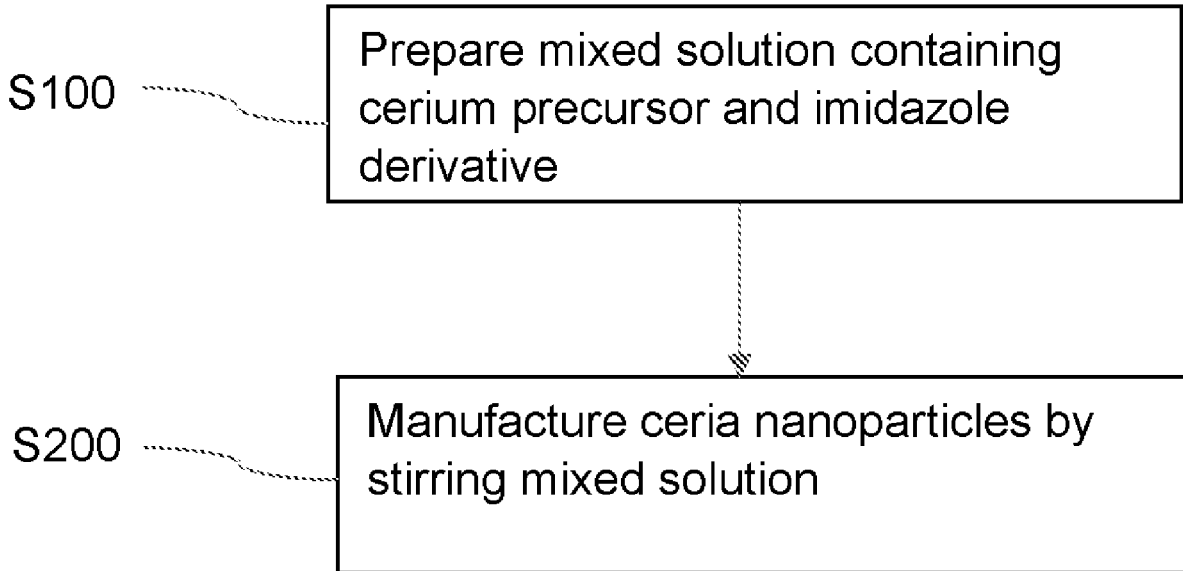 S100
Prepare mixed solution containing
cerium precursor and imidazole
derivative
S200
Manufacture ceria nanoparticles by
stirring mixed solution